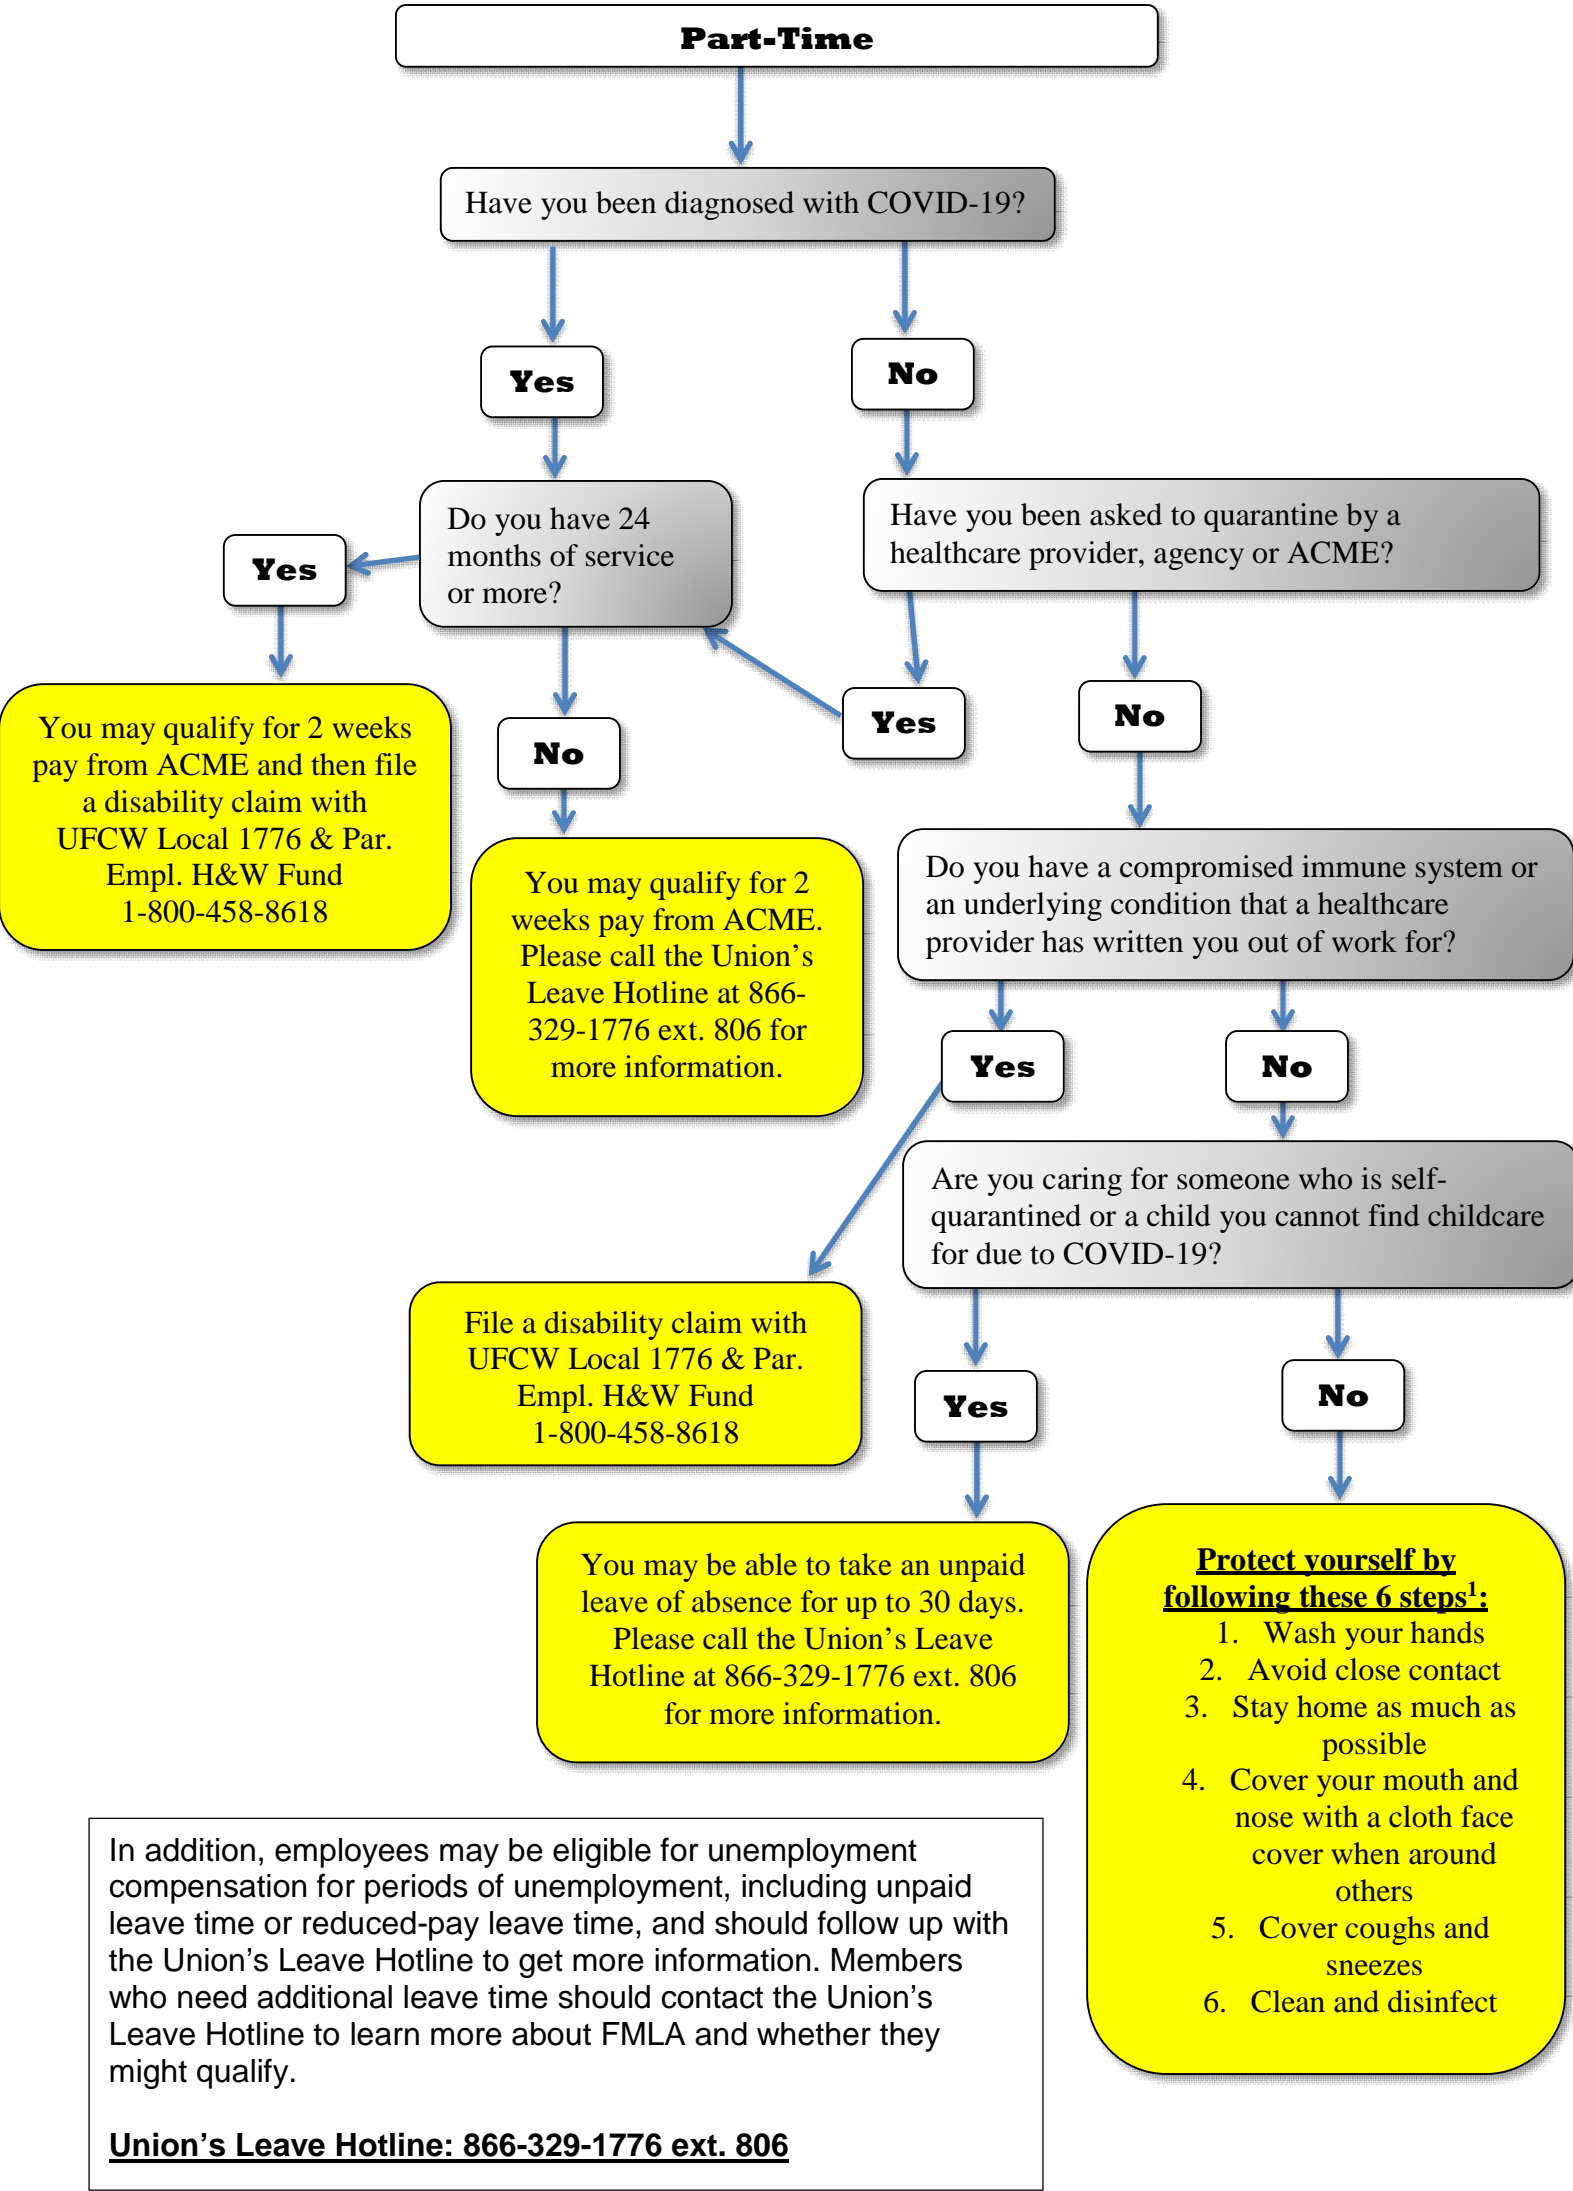 Part-Time
Have you been diagnosed with COVID-19?
Yes
No
Do you have 24
months of service
or more?
Have you been asked to quarantine by a
healthcare provider, agency or ACME?
Yes
Yes
No
No
You may qualify for 2 weeks
pay from ACME and then file
a disability claim with
UFCW Local 1776 & Par.
Empl. H&W Fund
1-800-458-8618
You may qualify for 2
weeks pay from ACME.
Please call the Union’s
Leave Hotline at 866-
329-1776 ext. 806 for
more information.
Do you have a compromised immune system or
an underlying condition that a healthcare
provider has written you out of work for?
Yes
No
Are you caring for someone who is self-
quarantined or a child you cannot find childcare
for due to COVID-19?
File a disability claim with
UFCW Local 1776 & Par.
Empl. H&W Fund
1-800-458-8618
Yes
No
You may be able to take an unpaid
leave of absence for up to 30 days.
Please call the Union’s Leave
Hotline at 866-329-1776 ext. 806
for more information.
Protect yourself by
following these 6 steps¹:
1. Wash your hands
2. Avoid close contact
3. Stay home as much as
possible
4. Cover your mouth and
nose with a cloth face
cover when around
others
5. Cover coughs and
sneezes
6. Clean and disinfect
In addition, employees may be eligible for unemployment
compensation for periods of unemployment, including unpaid
leave time or reduced-pay leave time, and should follow up with
the Union’s Leave Hotline to get more information. Members
who need additional leave time should contact the Union’s
Leave Hotline to learn more about FMLA and whether they
might qualify.
Union’s Leave Hotline: 866-329-1776 ext. 806